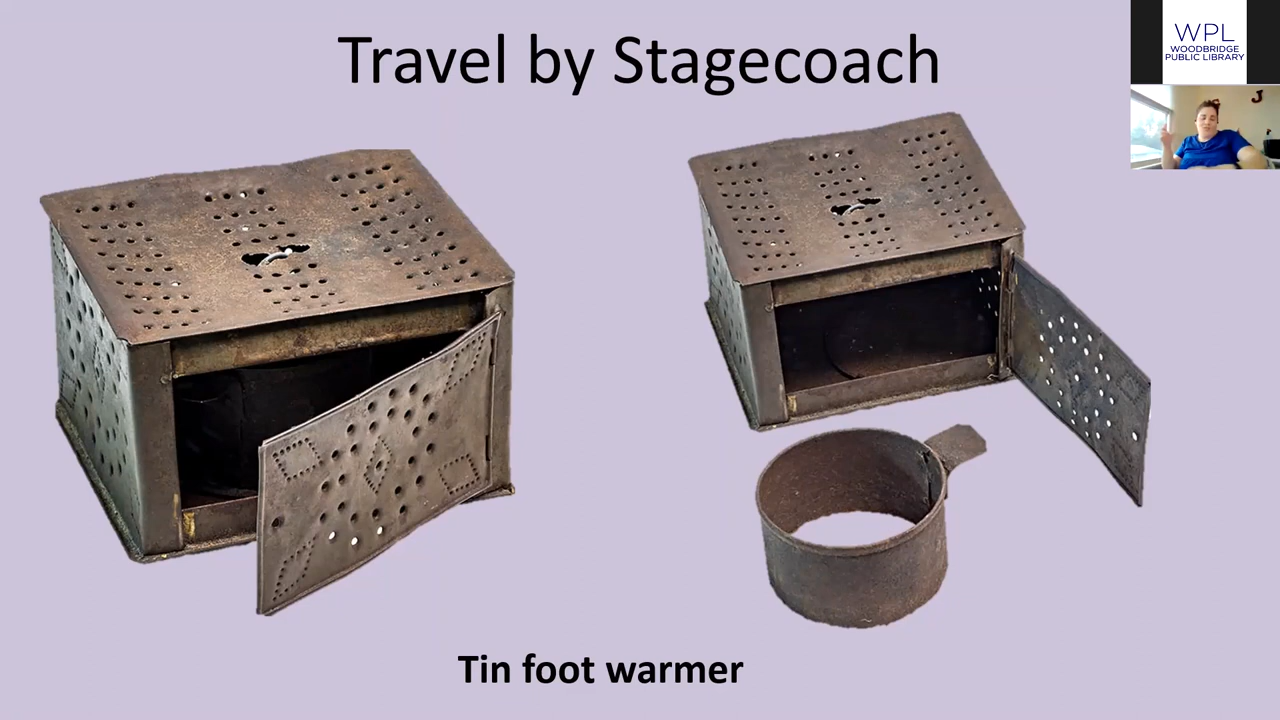 Travel by Stagecoach
WPL
WOODBRIDGE
PUBLIC LIBRARY
J
Tin foot warmer